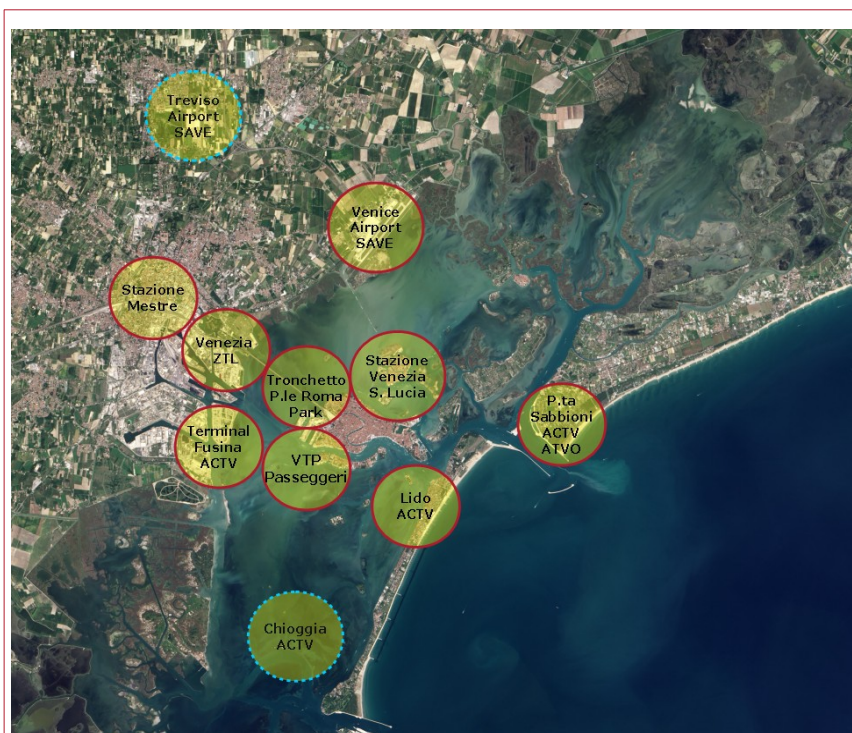 Treviso
Airport
SAVE
Venice
Airport
SAVE
Stazione
Mestre
Venezia
ZTL
Tronchetto
P.le Roma
Park
Stazione
Venezia
S. Lucia
P.ta
Sabbioni
ACTV
ATVO
Terminal
Fusina
ACTV
VTP
Passeggeri
Lido
ACTV
Chioggia
ACTV